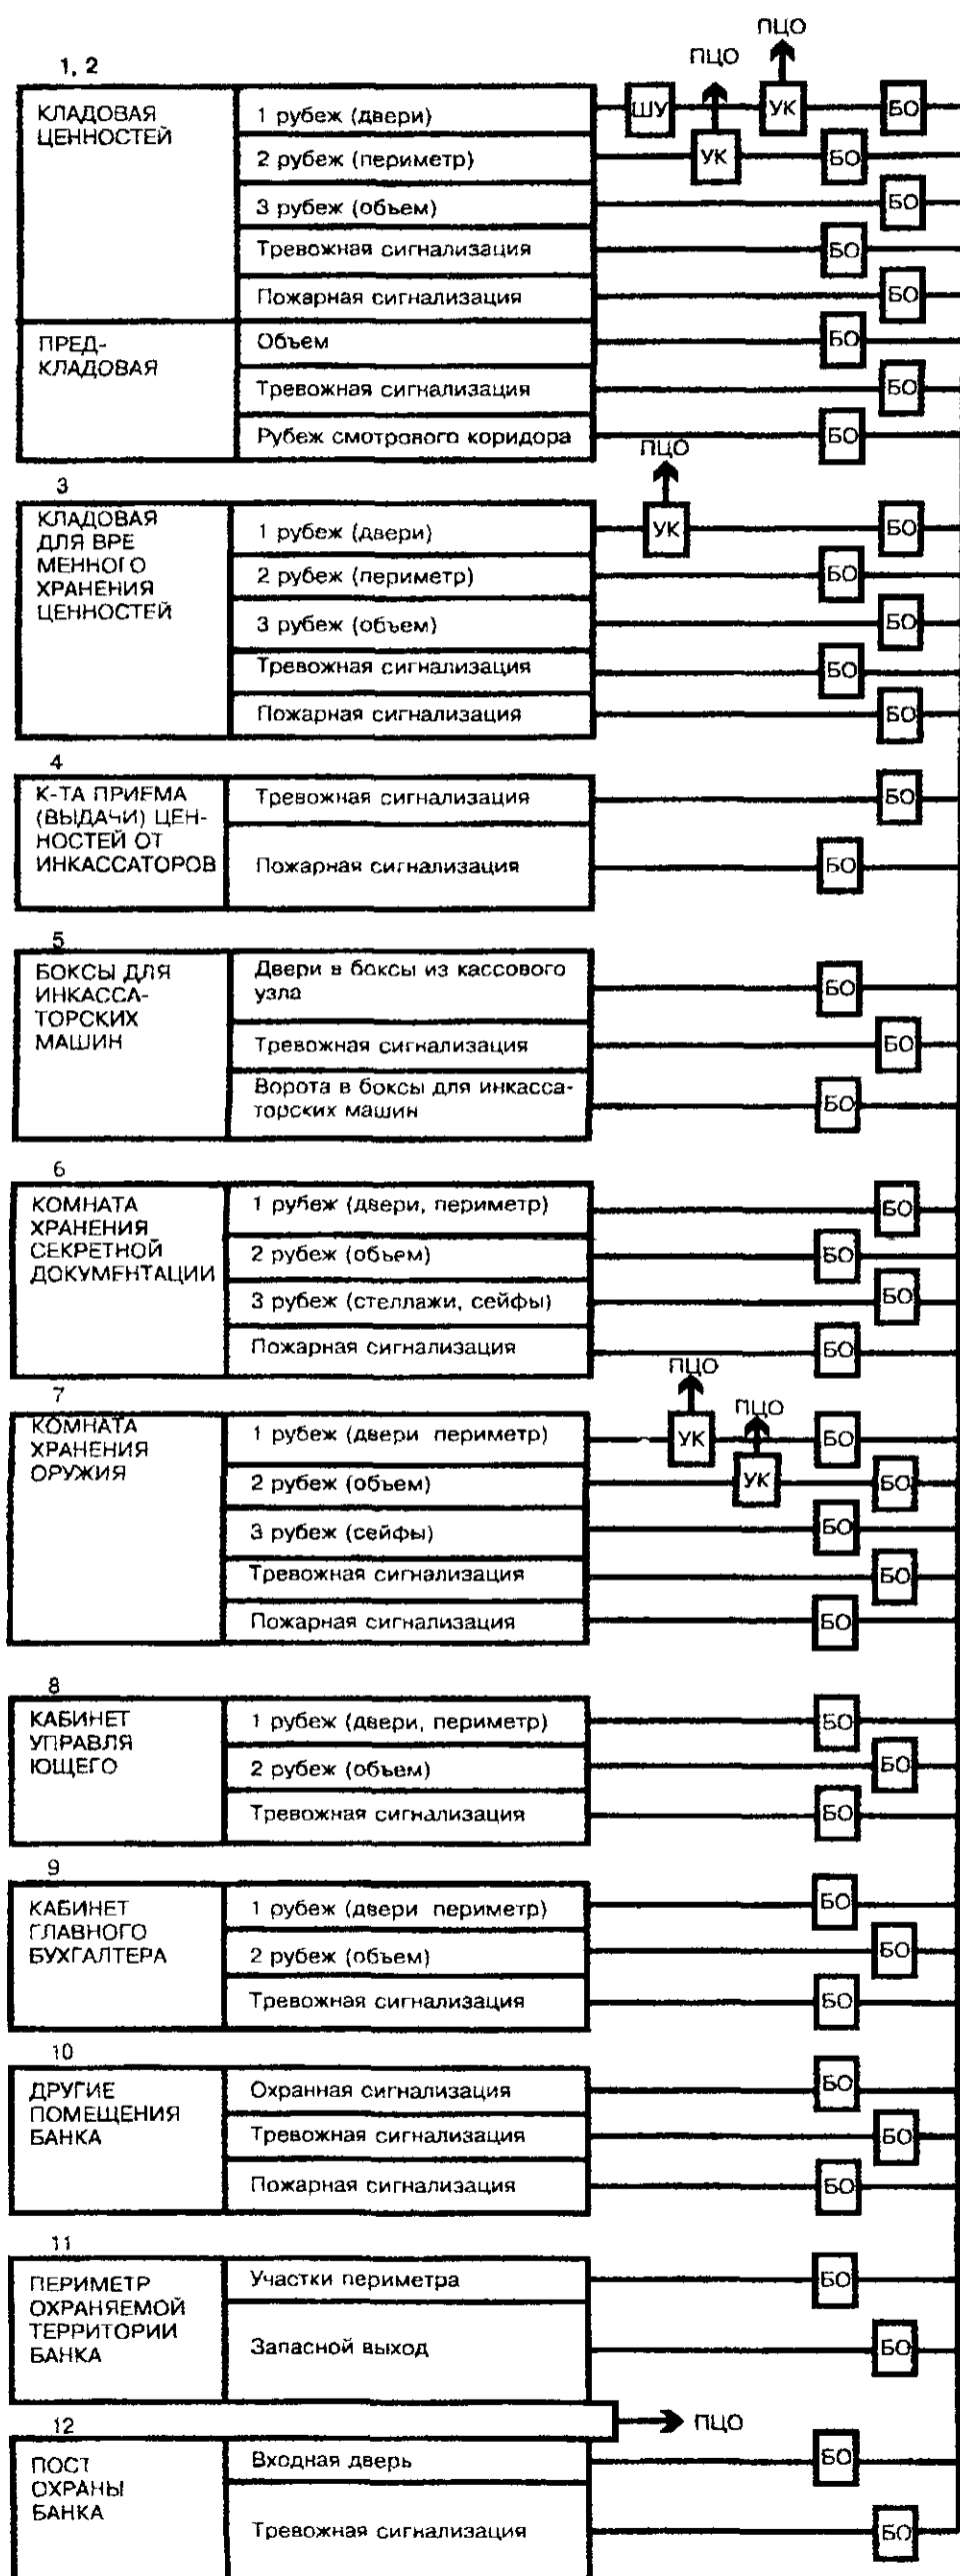 ПЦО
ПЦО
1, 2
КЛАДОВАЯ
ЦЕННОСТЕЙ
1 рубеж (двери)
ШУ
УК
БО
2 рубеж (периметр)
УК
БО
3 рубеж (объем)
БО
Тревожная сигнализация
БО
Пожарная сигнализация
БО
ПРЕД-
КЛАДОВАЯ
Объем
БО
Тревожная сигнализация
БО
Рубеж смотрового коридора
БО
ПЦО
3
КЛАДОВАЯ
ДЛЯ ВРЕ
МЕННОГО
ХРАНЕНИЯ
ЦЕННОСТЕЙ
1 рубеж (двери)
УК
БО
2 рубеж (периметр)
БО
3 рубеж (объем)
БО
Тревожная сигнализация
БО
Пожарная сигнализация
БО
4
К-ТА ПРИЕМА
(ВЫДАЧИ) ЦЕН-
НОСТЕЙ ОТ
ИНКАССАТОРОВ
Тревожная сигнализация
БО
Пожарная сигнализация
БО
5
БОКСЫ ДЛЯ
ИНКАССА-
ТОРСКИХ
МАШИН
Двери в боксы из кассового
узла
БО
Тревожная сигнализация
БО
Ворота в боксы для инкасса-
торских машин
БО
6
КОМНАТА
ХРАНЕНИЯ
СЕКРЕТНОЙ
ДОКУМЕНТАЦИИ
1 рубеж (двери, периметр)
БО
2 рубеж (объем)
БО
3 рубеж (стеллажи, сейфы)
БО
Пожарная сигнализация
БО
ПЦО
ПЦО
7
КОМНАТА
ХРАНЕНИЯ
ОРУЖИЯ
1 рубеж (двери периметр)
УК
БО
2 рубеж (объем)
УК
БО
3 рубеж (сейфы)
БО
Тревожная сигнализация
БО
Пожарная сигнализация
БО
8
КАБИНЕТ
УПРАВЛЯ
ЮЩЕГО
1 рубеж (двери, периметр)
БО
2 рубеж (объем)
БО
Тревожная сигнализация
БО
9
КАБИНЕТ
ГЛАВНОГО
БУХГАЛТЕРА
1 рубеж (двери периметр)
БО
2 рубеж (объем)
БО
Тревожная сигнализация
БО
10
ДРУГИЕ
ПОМЕЩЕНИЯ
БАНКА
Охранная сигнализация
БО
Тревожная сигнализация
БО
Пожарная сигнализация
БО
11
ПЕРИМЕТР
ОХРАНЯЕМОЙ
ТЕРРИТОРИИ
БАНКА
Участки периметра
БО
Запасной выход
БО
ПЦО
12
ПОСТ
ОХРАНЫ
БАНКА
Входная дверь
БО
Тревожная сигнализация
БО